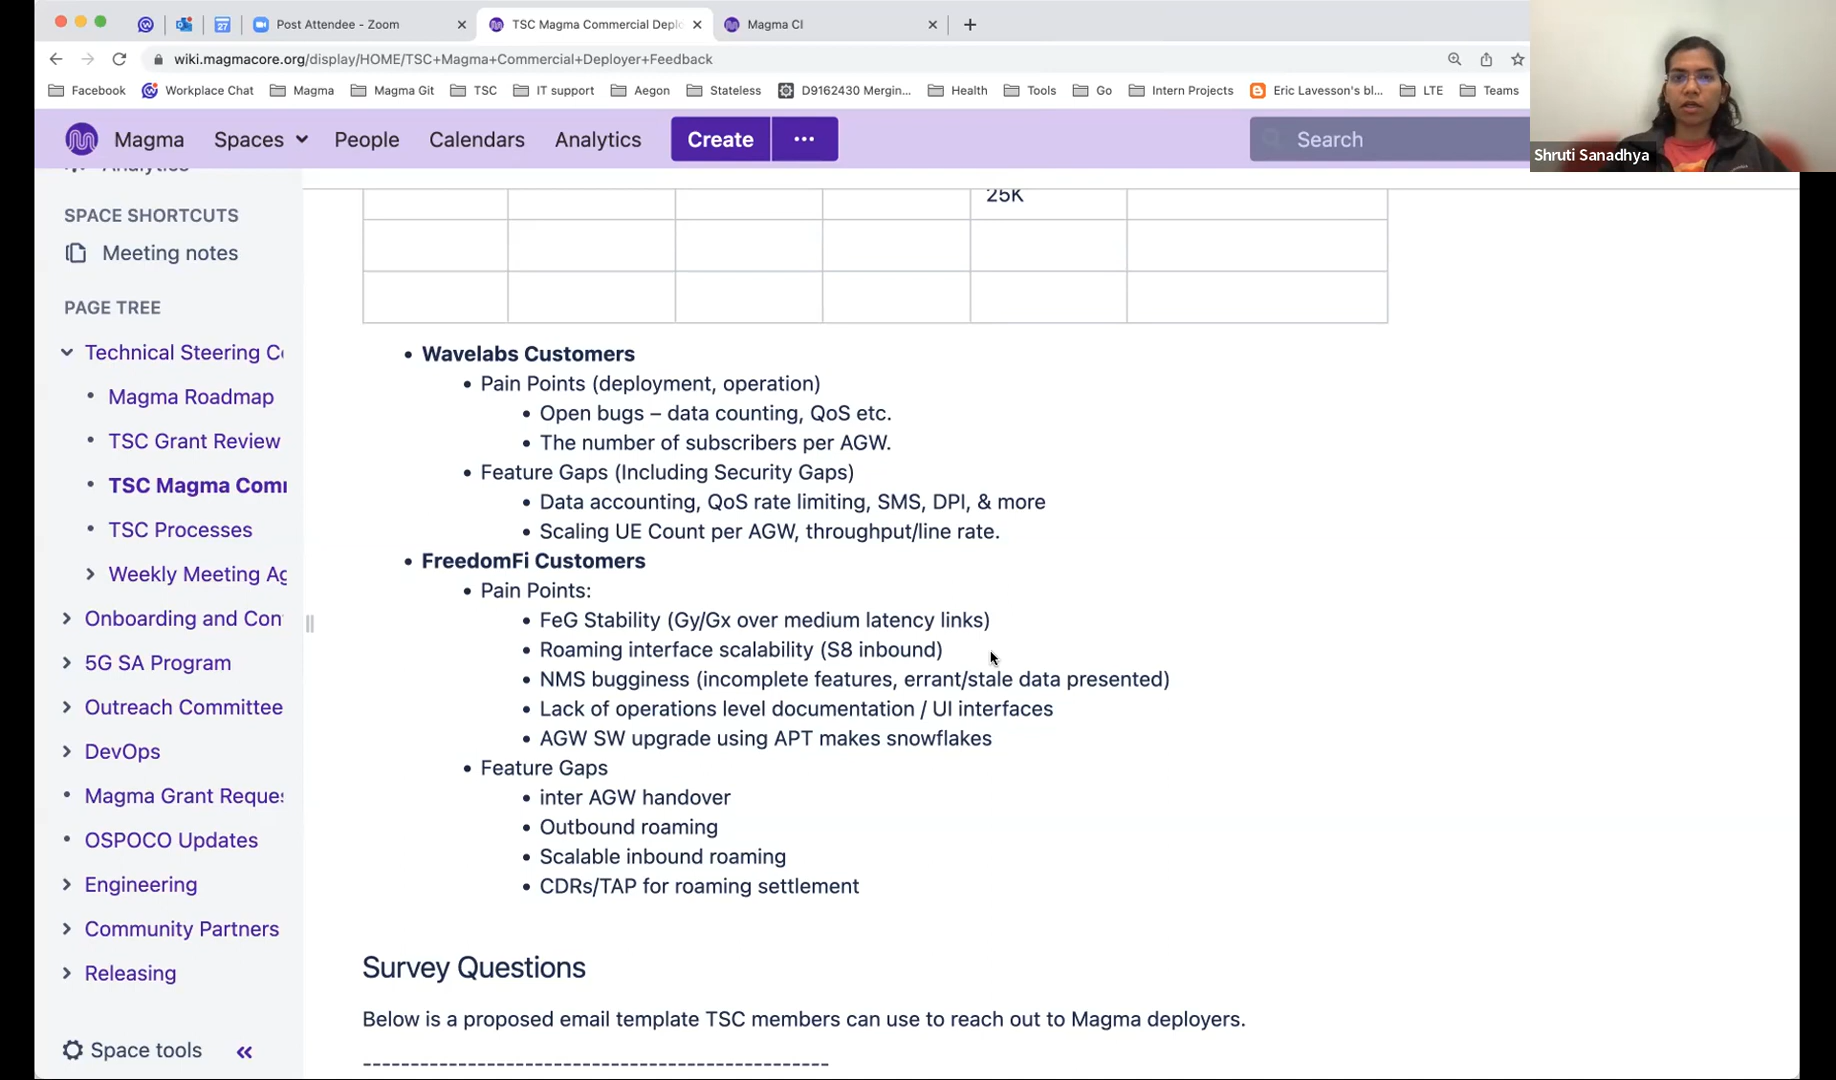 Post Attendee - Zoom
TSC Magma Commercial Deplo
Magma CI
wiki.magmacore.org/display/HOME/TSC+Magma+Commercial+Deployer+Feedback
Facebook
Workplace Chat
Magma
Magma Git
TSC
IT support
Aegon
Stateless
D9162430 Mergin...
Health
Tools
Go
Intern Projects
Eric Lavesson's bl...
LTE
Teams
Magma
Spaces
People
Calendars
Analytics
Create
Search
Shruti Sanadhya
Analytics
SPACE SHORTCUTS
Meeting notes
PAGE TREE
Technical Steering Co
Magma Roadmap
TSC Grant Review
TSC Magma Comm
TSC Processes
Weekly Meeting Ag
Onboarding and Con
5G SA Program
Outreach Committee
DevOps
Magma Grant Reques
OSPOCO Updates
Engineering
Community Partners
Releasing
Space tools
25K
• Wavelabs Customers
• Pain Points (deployment, operation)
• Open bugs – data counting, QoS etc.
• The number of subscribers per AGW.
• Feature Gaps (Including Security Gaps)
• Data accounting, QoS rate limiting, SMS, DPI, & more
• Scaling UE Count per AGW, throughput/line rate.
• FreedomFi Customers
• Pain Points:
• FeG Stability (Gy/Gx over medium latency links)
• Roaming interface scalability (S8 inbound)
• NMS bugginess (incomplete features, errant/stale data presented)
• Lack of operations level documentation / UI interfaces
• AGW SW upgrade using APT makes snowflakes
• Feature Gaps
• inter AGW handover
• Outbound roaming
• Scalable inbound roaming
• CDRs/TAP for roaming settlement
Survey Questions
Below is a proposed email template TSC members can use to reach out to Magma deployers.
-------------------------------------------------